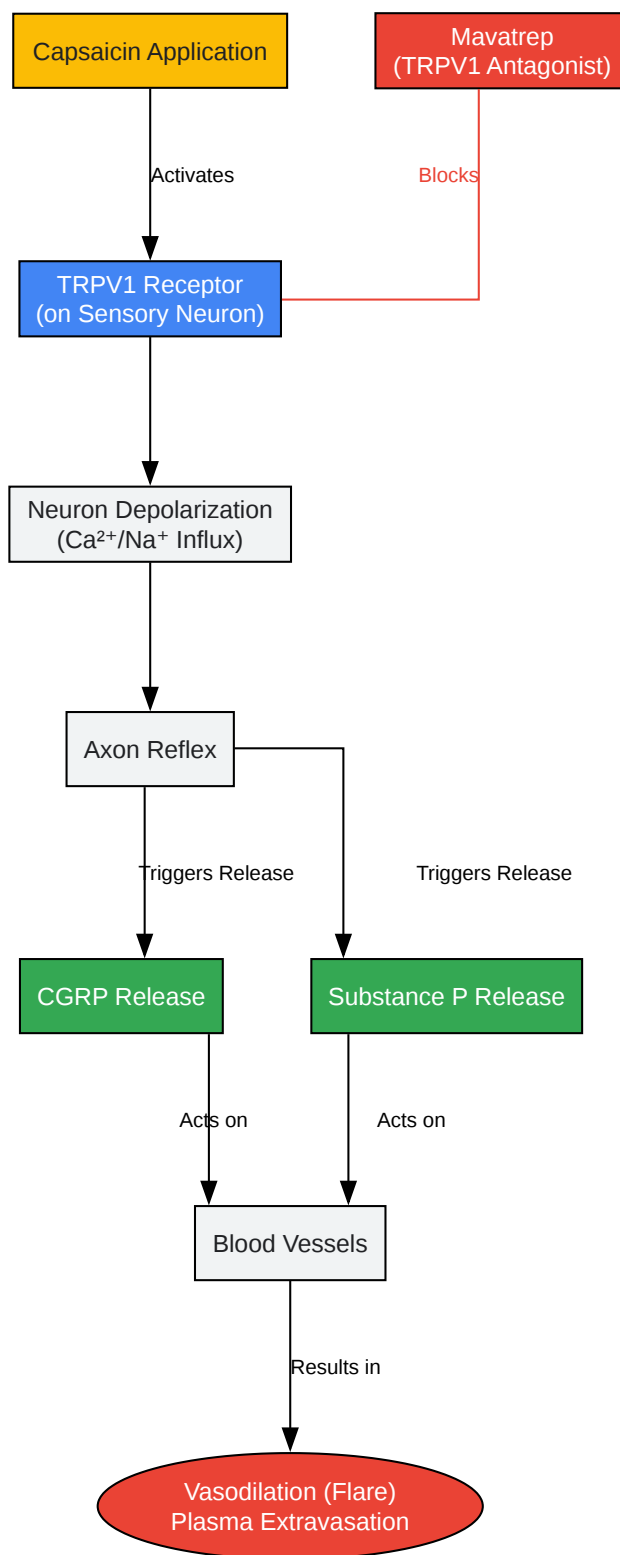 Capsaicin Application
Mavatrep
(TRPV1 Antagonist)
Activates
Blocks
TRPV1 Receptor
(on Sensory Neuron)
Neuron Depolarization
(Ca²⁺/Na⁺ Influx)
Axon Reflex
Triggers Release
Triggers Release
CGRP Release
Substance P Release
Acts on
Acts on
Blood Vessels
Results in
Vasodilation (Flare)
Plasma Extravasation